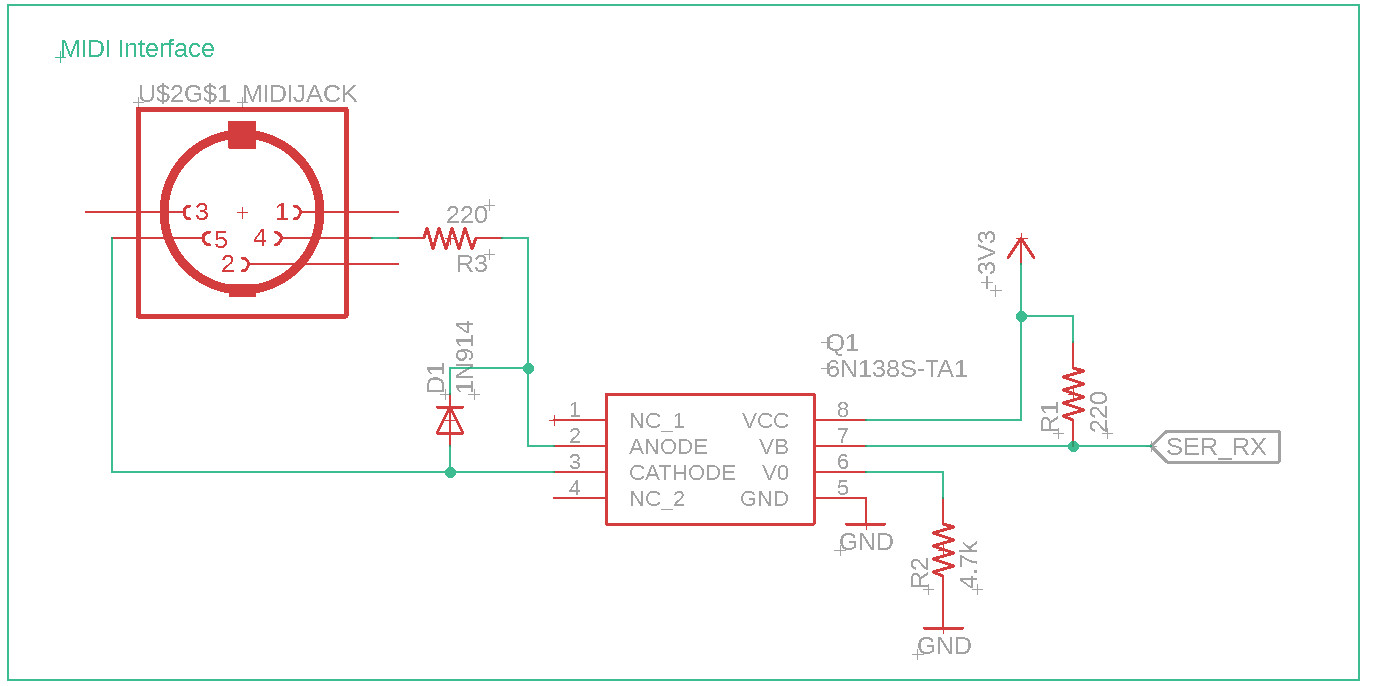 MIDI Interface
U$2G$1 MIDIJACK
3 1
5 4
2
220
R3
D1
1N914
+3V3
R1
220
Q1
6N138S-TA1
1 NC_1 VCC 8
2 ANODE VB 7
3 CATHODE V0 6
4 NC_2 GND 5
SER_RX
GND
R2
4.7k
GND